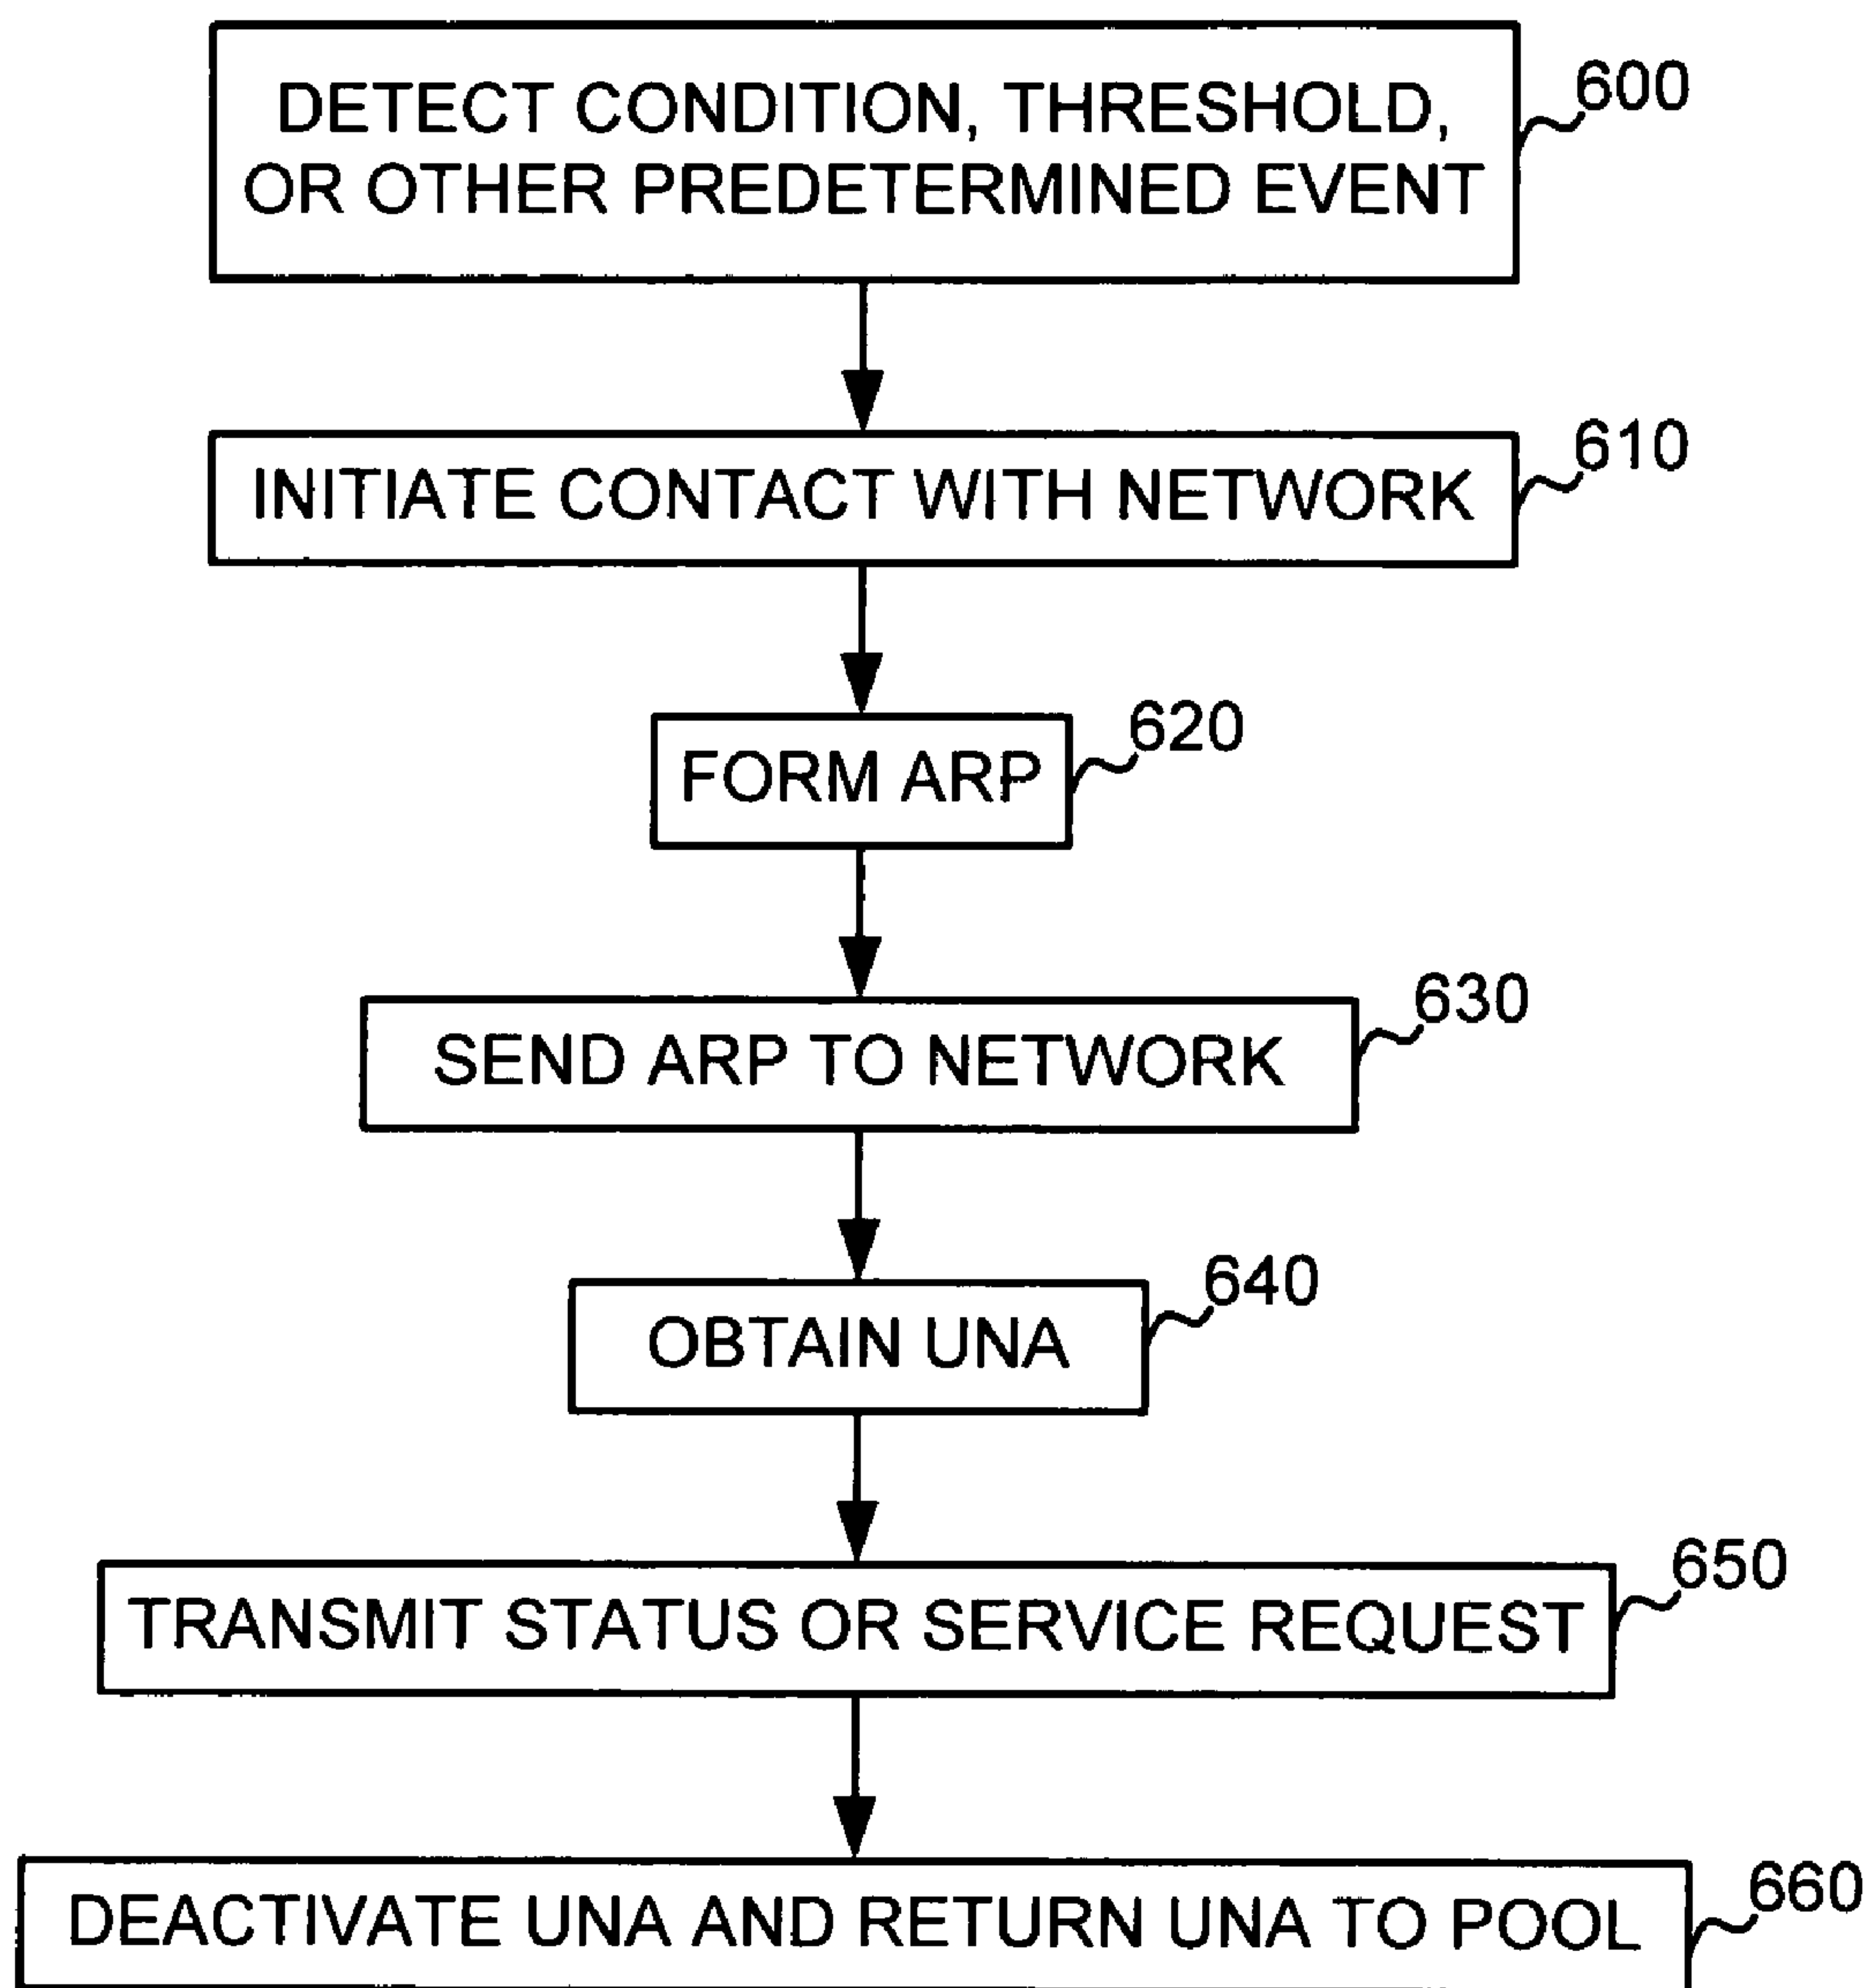 DETECT CONDITION, THRESHOLD,
OR OTHER PREDETERMINED EVENT
600
INITIATE CONTACT WITH NETWORK
610
FORM ARP
620
SEND ARP TO NETWORK
630
OBTAIN UNA
640
TRANSMIT STATUS OR SERVICE REQUEST
650
DEACTIVATE UNA AND RETURN UNA TO POOL
660